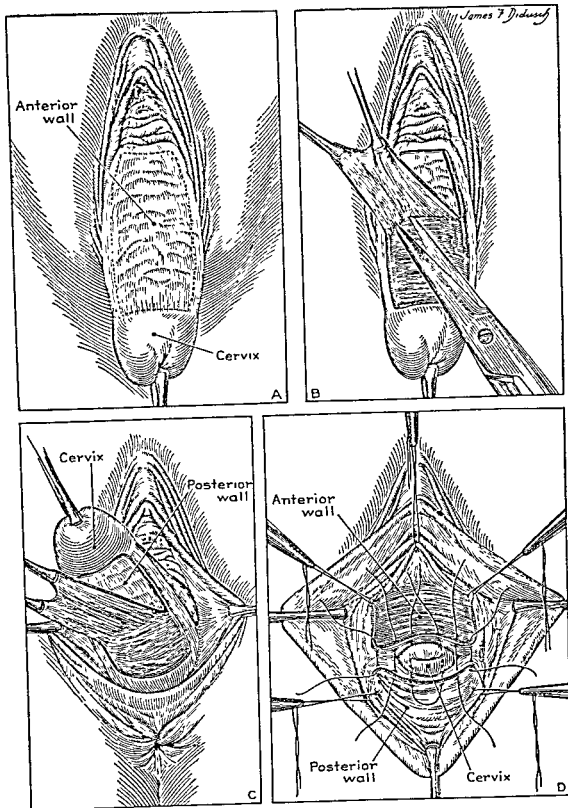 James F Didusch
Anterior
wall
Cervix
A
B
Cervix
Posterior
wall
C
Anterior
wall
Posterior
wall
Cervix
D